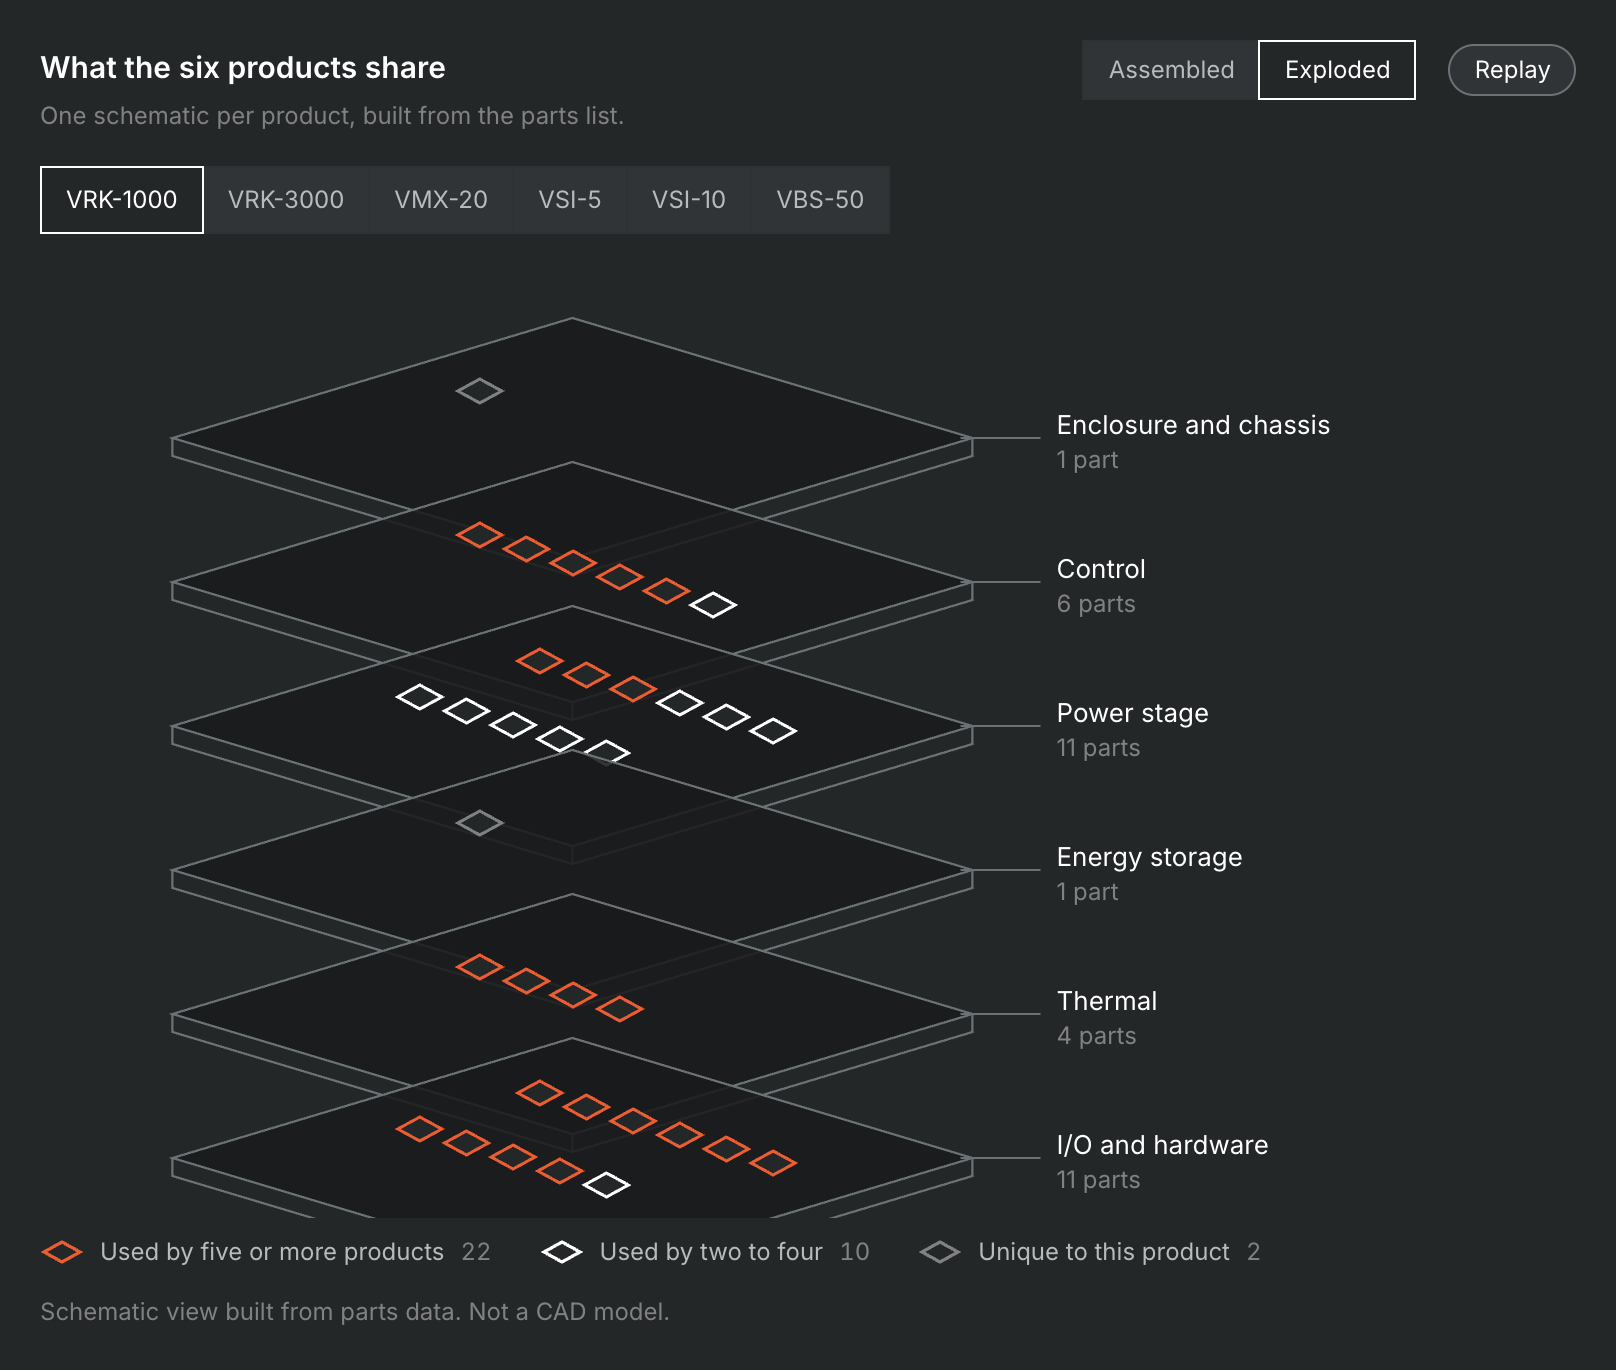 What the six products share
Assembled
Exploded
Replay
One schematic per product, built from the parts list.
VRK-1000
VRK-3000
VMX-20
VSI-5
VSI-10
VBS-50
Enclosure and chassis
1 part
Control
6 parts
Power stage
11 parts
Energy storage
1 part
Thermal
4 parts
I/O and hardware
11 parts
Used by five or more products 22
Used by two to four 10
Unique to this product 2
Schematic view built from parts data. Not a CAD model.